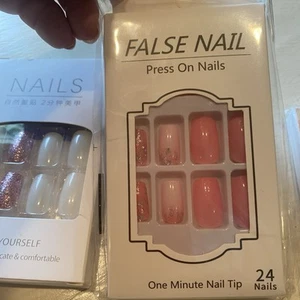 NAILS
YOURSELF
cate & comfortable
FALSE NAIL
Press On Nails
One Minute Nail Tip
24
Nails